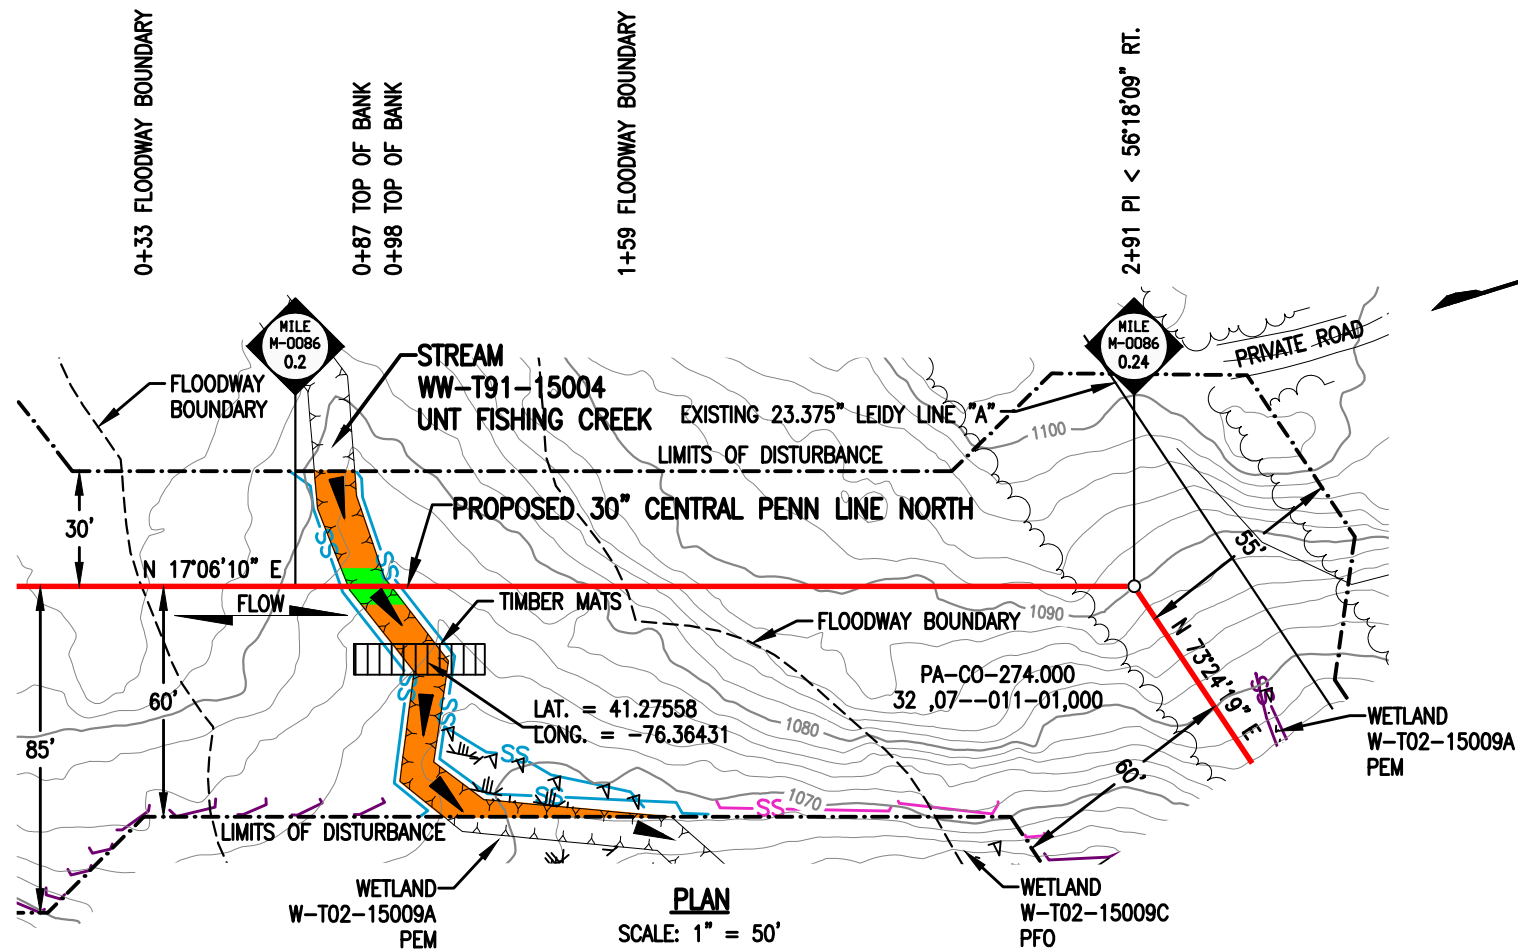 0+33 FLOODWAY BOUNDARY
0+87 TOP OF BANK
0+98 TOP OF BANK
1+59 FLOODWAY BOUNDARY
2+91 PI < 56°18'09" RT.
MILE
M-0086
0.2
MILE
M-0086
0.24
PRIVATE ROAD
STREAM
WW-T91-15004
UNT FISHING CREEK
FLOODWAY
BOUNDARY
EXISTING 23.375" LEIDY LINE "A"
1100
LIMITS OF DISTURBANCE
PROPOSED 30" CENTRAL PENN LINE NORTH
30'
SS
SS
55'
N 17°06'10" E
FLOW
TIMBER MATS
1090
FLOODWAY BOUNDARY
N 73°24'19" E
PA-CO-274.000
32 ,07--011-01,000
SS
SS
SS
60'
LAT. = 41.27558
LONG. = -76.36431
1080
WETLAND
W-T02-15009A
PEM
85'
SS
60'
SS
1070
SS
LIMITS OF DISTURBANCE
WETLAND
W-T02-15009A
PEM
PLAN
SCALE: 1" = 50'
WETLAND
W-T02-15009C
PFO